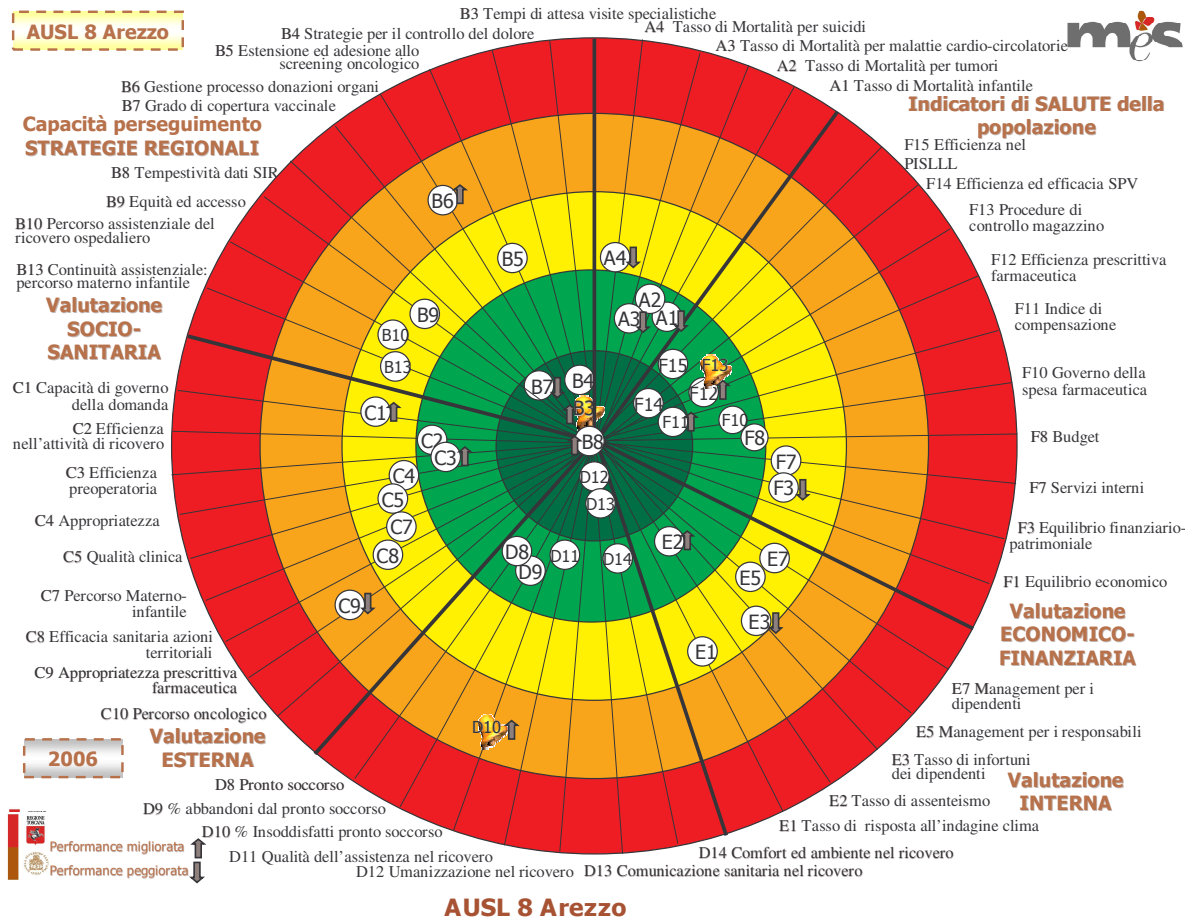 AUSL 8 Arezzo
mes
B3 Tempi di attesa visite specialistiche
B4 Strategie per il controllo del dolore
B5 Estensione ed adesione allo
screening oncologico
B6 Gestione processo donazioni organi
B7 Grado di copertura vaccinale
Capacità perseguimento
STRATEGIE REGIONALI
B8 Tempestività dati SIR
B9 Equità ed accesso
B10 Percorso assistenziale del
ricovero ospedaliero
B13 Continuità assistenziale:
percorso materno infantile
Valutazione
SOCIO-
SANITARIA
C1 Capacità di governo
della domanda
C2 Efficienza
nell'attività di ricovero
C3 Efficienza
preoperatoria
C4 Appropriatezza
C5 Qualità clinica
C7 Percorso Materno-
infantile
C8 Efficacia sanitaria azioni
territoriali
C9 Appropriatezza prescrittiva
farmaceutica
C10 Percorso oncologico
Valutazione
ESTERNA
2006
A4 Tasso di Mortalità per suicidi
A3 Tasso di Mortalità per malattie cardio-circolatorie
A2 Tasso di Mortalità per tumori
A1 Tasso di Mortalità infantile
Indicatori di SALUTE della
popolazione
F15 Efficienza nel
PISLLL
F14 Efficienza ed efficacia SPV
F13 Procedure di
controllo magazzino
F12 Efficienza prescrittiva
farmaceutica
F11 Indice di
compensazione
F10 Governo della
spesa farmaceutica
F8 Budget
F7 Servizi interni
F3 Equilibrio finanziario-
patrimoniale
F1 Equilibrio economico
Valutazione
ECONOMICO-
FINANZIARIA
E7 Management per i
dipendenti
E5 Management per i responsabili
E3 Tasso di infortuni
dei dipendenti
Valutazione
INTERNA
E2 Tasso di assenteismo
E1 Tasso di risposta all'indagine clima
D14 Comfort ed ambiente nel ricovero
D13 Comunicazione sanitaria nel ricovero
D12 Umanizzazione nel ricovero
D11 Qualità dell'assistenza nel ricovero
D10 % Insoddisfatti pronto soccorso
D9 % abbandoni dal pronto soccorso
D8 Pronto soccorso
B6
B5
A4
A2
A3
A1
B9
B10
B13
B7
B4
B3
F15
F13
F12
F14
F11
F10
F8
C1
C2
C3
B8
F7
F3
C4
C5
C7
C8
C9
D12
D13
D8
D9
D11
D14
E2
E7
E5
E3
E1
D10
REGIONE
TOSCANA
Performance migliorata
Performance peggiorata
AUSL 8 Arezzo